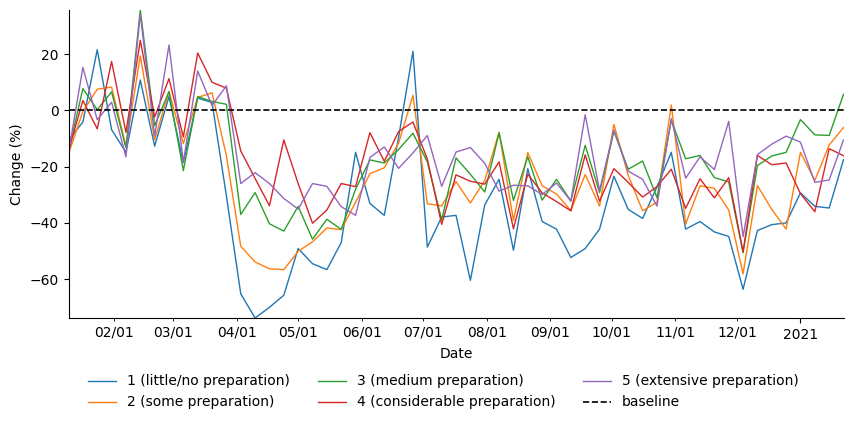 Change (%)
20
0
−20
−40
−60
02/01 03/01 04/01 05/01 06/01 07/01 08/01 09/01 10/01 11/01 12/01 2021
Date
1 (little/no preparation) 3 (medium preparation) 5 (extensive preparation)
2 (some preparation) 4 (considerable preparation) baseline